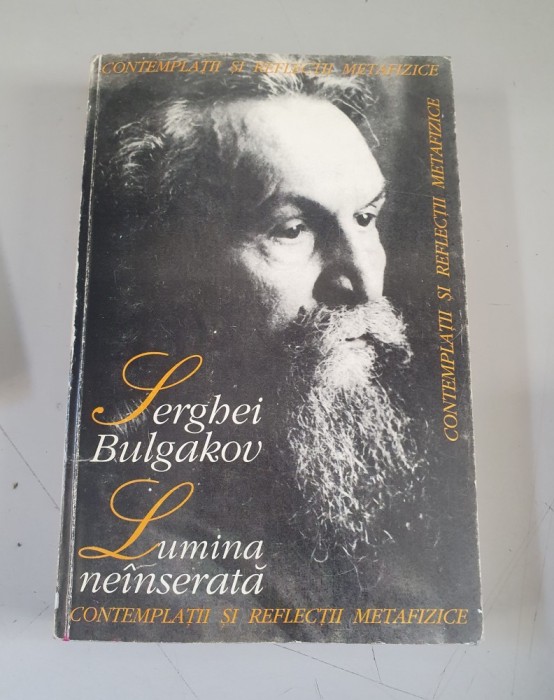 CONTEMPLAȚII ȘI REFLECȚII METAFIZICE
CONTEMPLAȚII ȘI REFLECȚII METAFIZICE
Serghei
Bulgakov
Lumina
neînserată
CONTEMPLAȚII ȘI REFLECȚII METAFIZICE